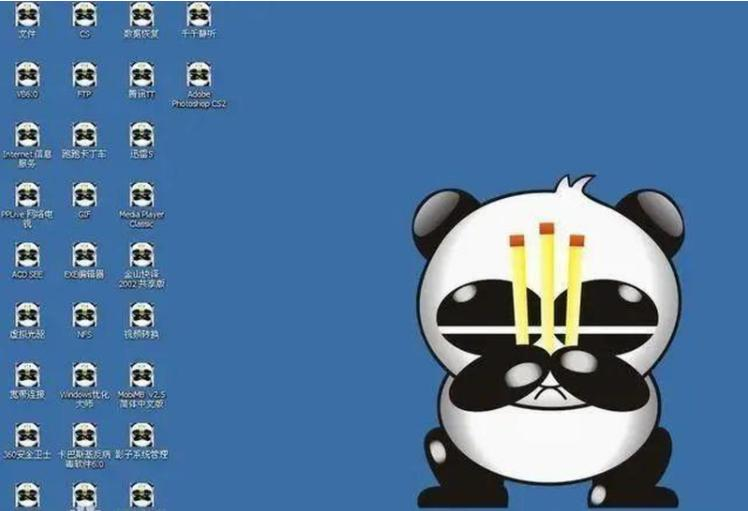 文件
CS
数据恢复
千千静听
VB6.0
FTP
腾讯TT
Adobe
Photoshop CS2
Internet 信息
服务
跑跑卡丁车
迅雷5
PPLive 网络电
视
GIF
Media Player
Classic
ACD SEE
EXE编辑器
金山快译
2002 共享版
虚拟光驱
NFS
视频转换
宽带连接
Windows优化
大师
MobiMB v2.5
简体中文版
360安全卫士
卡巴斯基反病
毒软件6.0
影子系统管理